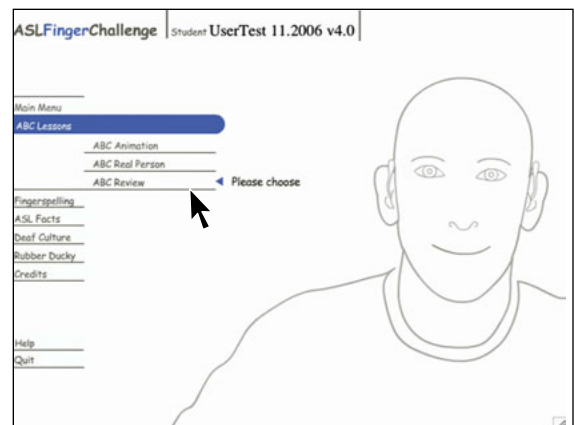 ASLFingerChallenge Student UserTest 11.2006 v4.0
Main Menu
ABC Lessons
ABC Animation
ABC Real Person
ABC Review
Please choose
Fingerspelling
ASL Facts
Deaf Culture
Rubber Ducky
Credits
Help
Quit